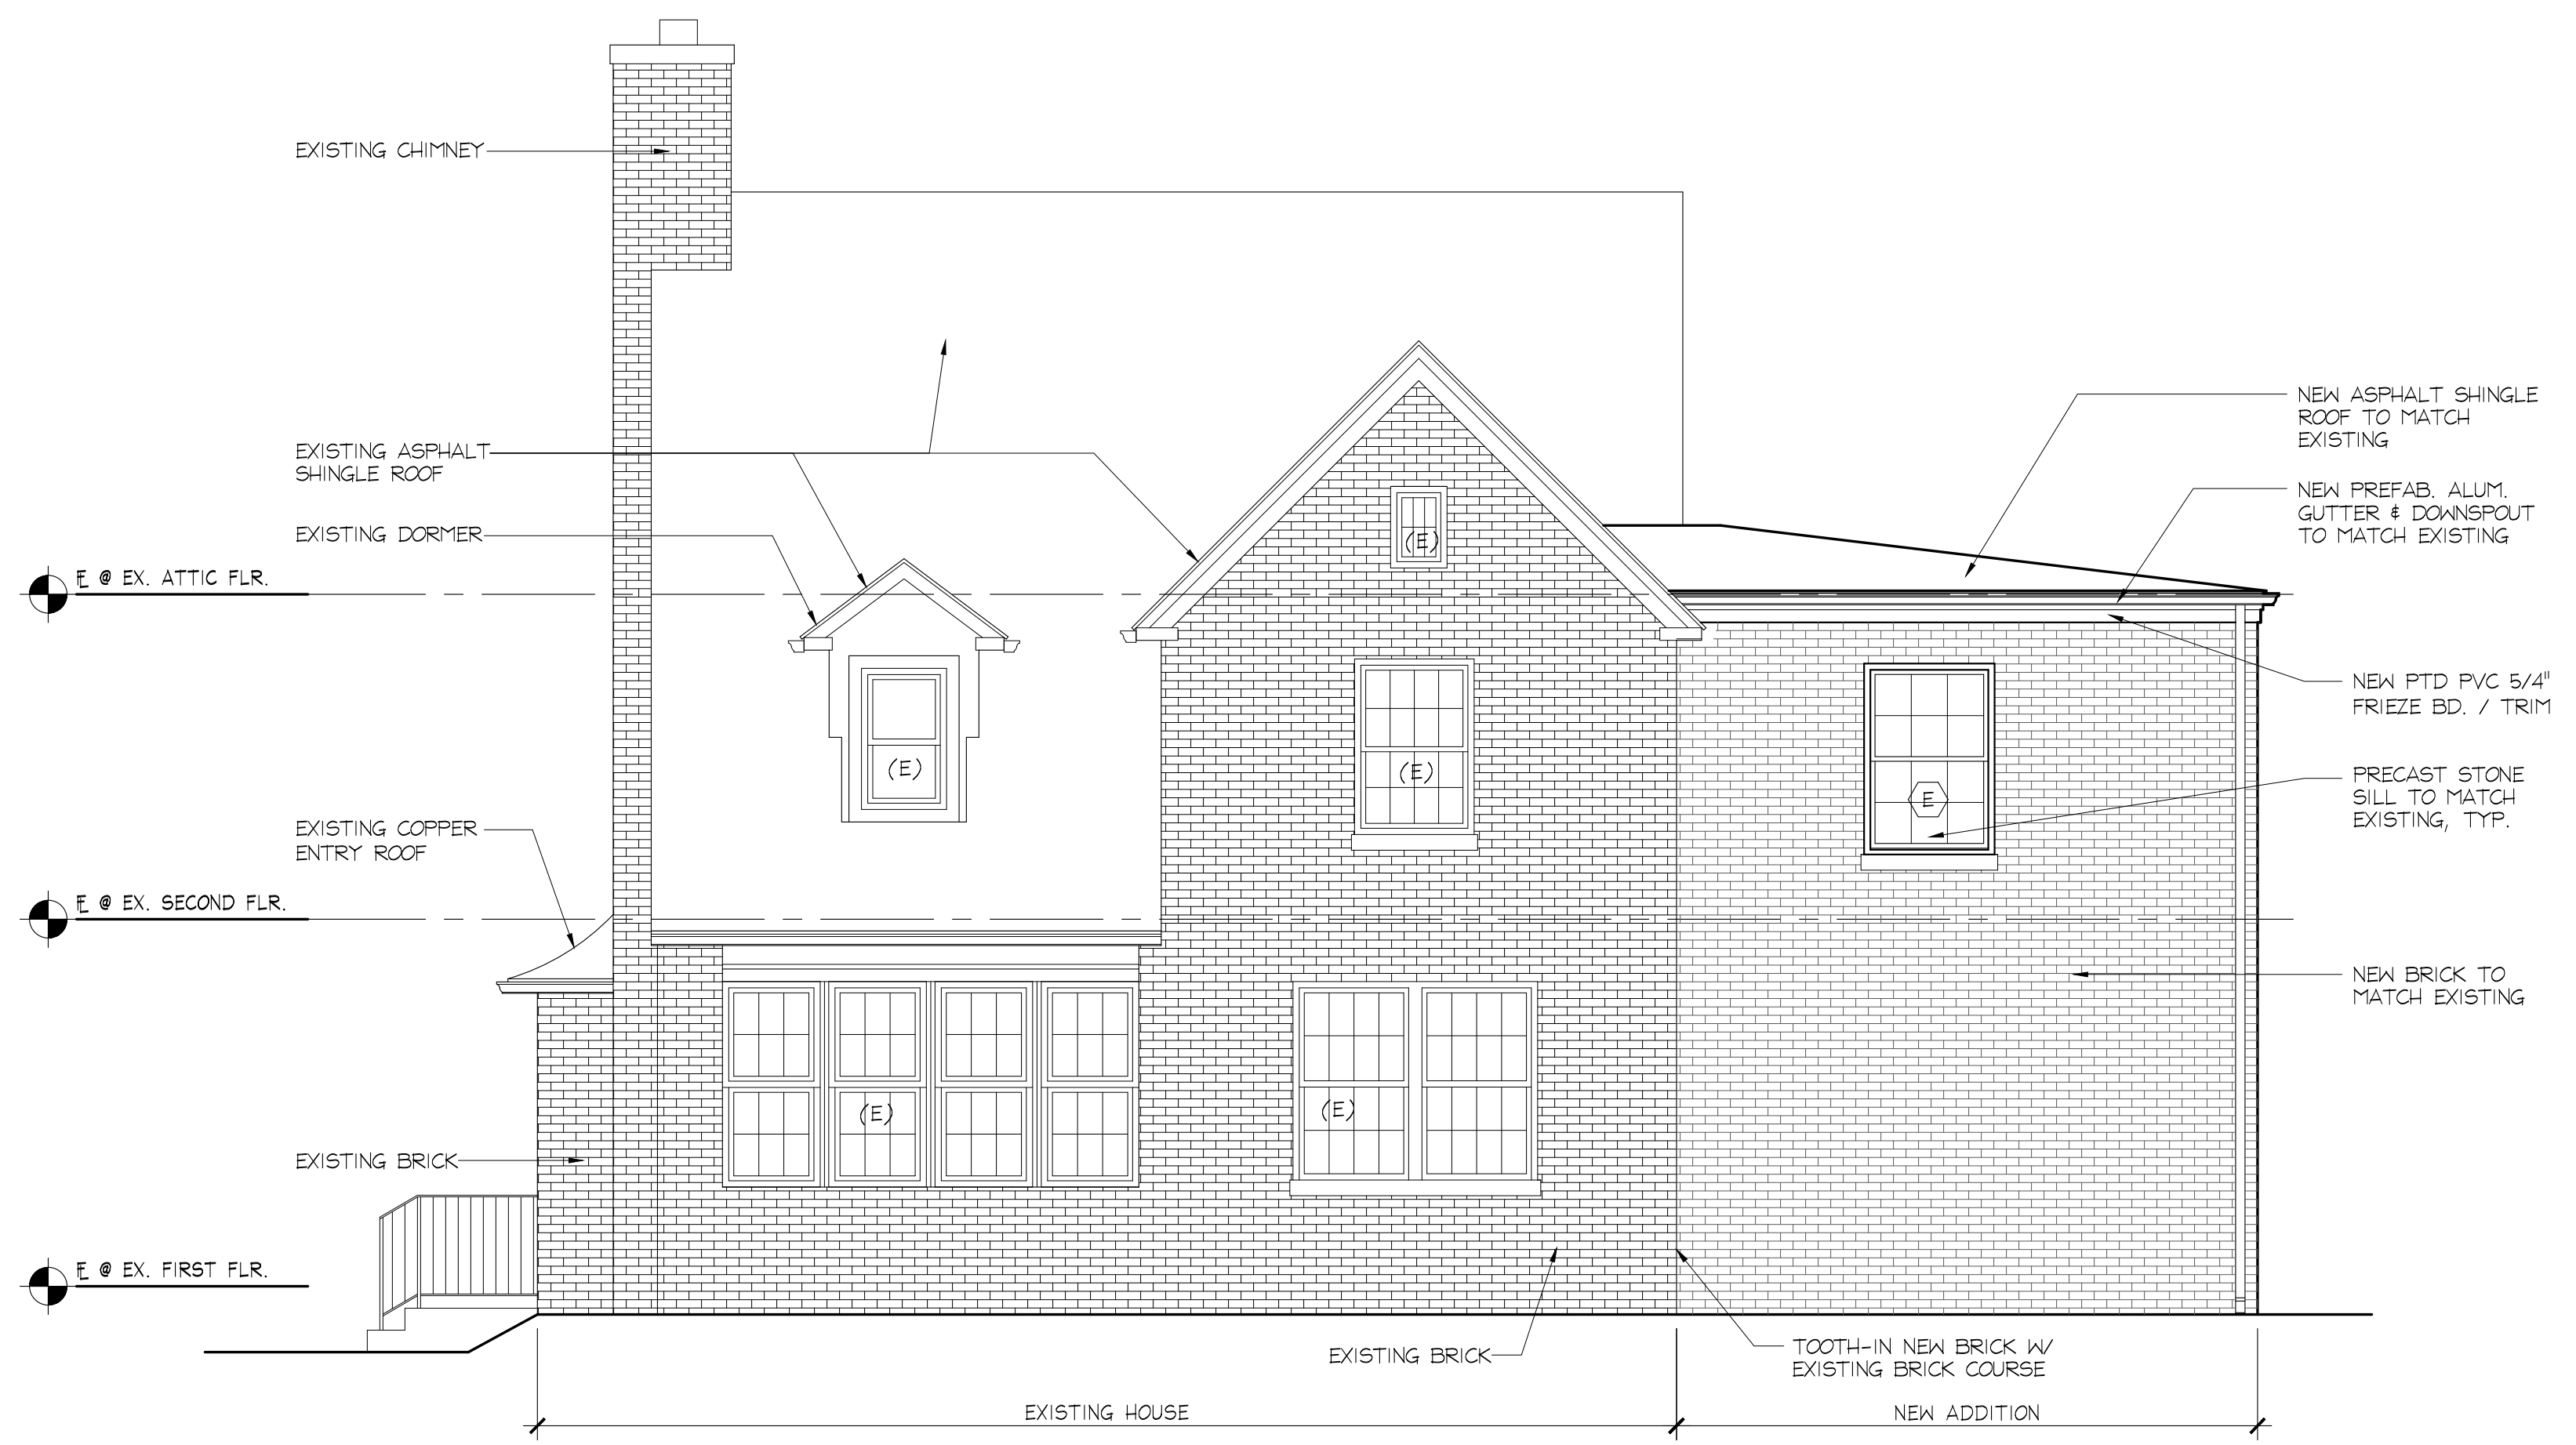 EXISTING CHIMNEY
EXISTING ASPHALT
SHINGLE ROOF
EXISTING DORMER
FL @ EX. ATTIC FLR.
EXISTING COPPER
ENTRY ROOF
FL @ EX. SECOND FLR.
EXISTING BRICK
FL @ EX. FIRST FLR.
(E)
(E)
(E)
(E)
(E)
E
NEW ASPHALT SHINGLE
ROOF TO MATCH
EXISTING
NEW PREFAB. ALUM.
GUTTER & DOWNSPOUT
TO MATCH EXISTING
NEW PTD PVC 5/4"
FRIEZE BD. / TRIM
PRECAST STONE
SILL TO MATCH
EXISTING, TYP.
NEW BRICK TO
MATCH EXISTING
EXISTING BRICK
TOOTH-IN NEW BRICK W/
EXISTING BRICK COURSE
EXISTING HOUSE
NEW ADDITION